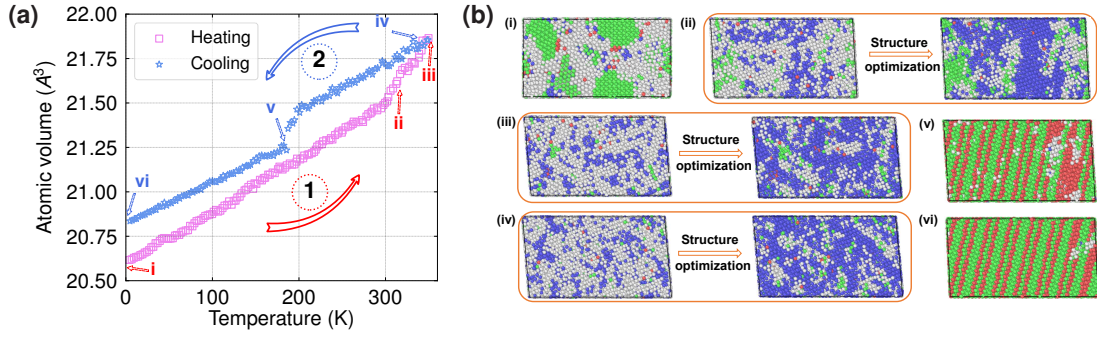 (a)
Atomic volume (A³)
22.00
21.75
21.50
21.25
21.00
20.75
20.50
Heating
Cooling
2
1
i
ii
iii
iv
v
vi
0
100
200
300
Temperature (K)
(b)
(i)
(ii)
Structure
optimization
(iii)
Structure
optimization
(v)
(iv)
Structure
optimization
(vi)